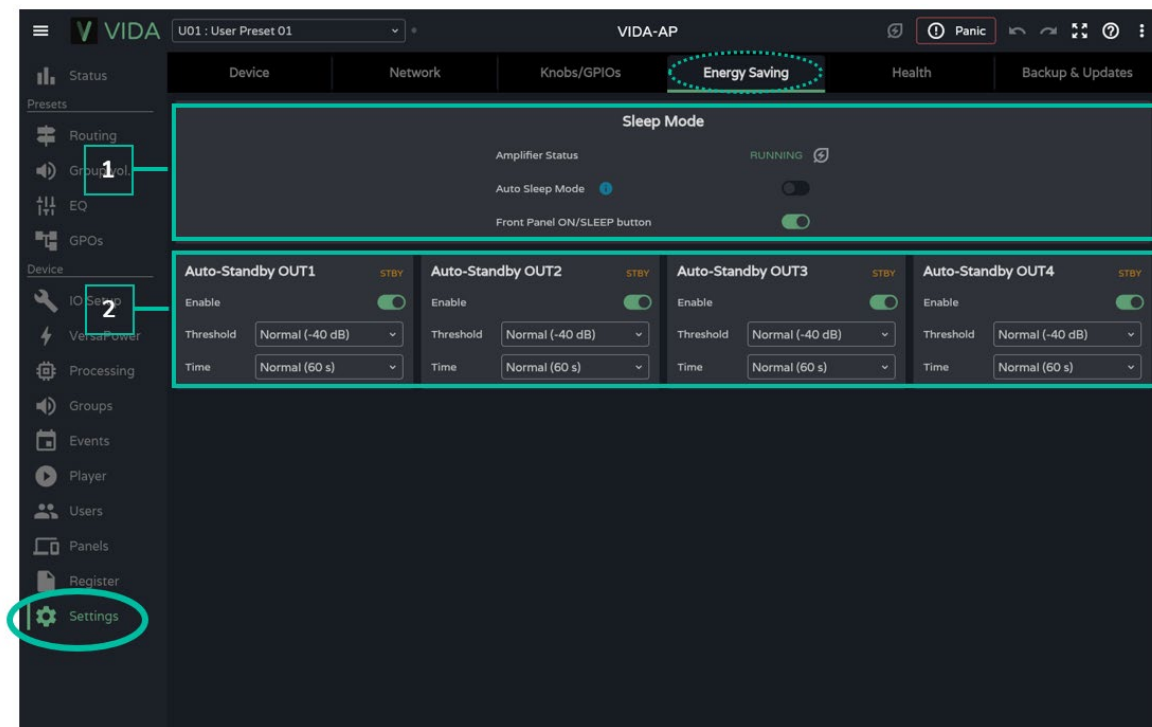 VIDA
U01 : User Preset 01
VIDA-AP
Panic
Status
Device
Network
Knobs/GPIOs
Energy Saving
Health
Backup & Updates
Presets
Routing
Group vol.
EQ
GPOs
1
Sleep Mode
Amplifier Status RUNNING
Auto Sleep Mode
Front Panel ON/SLEEP button
Device
IO Setup
VersaPower
Processing
Groups
Events
Player
Users
Panels
Register
Settings
2
Auto-Standby OUT1 STBY
Enable
Threshold Normal (-40 dB)
Time Normal (60 s)
Auto-Standby OUT2 STBY
Enable
Threshold Normal (-40 dB)
Time Normal (60 s)
Auto-Standby OUT3 STBY
Enable
Threshold Normal (-40 dB)
Time Normal (60 s)
Auto-Standby OUT4 STBY
Enable
Threshold Normal (-40 dB)
Time Normal (60 s)